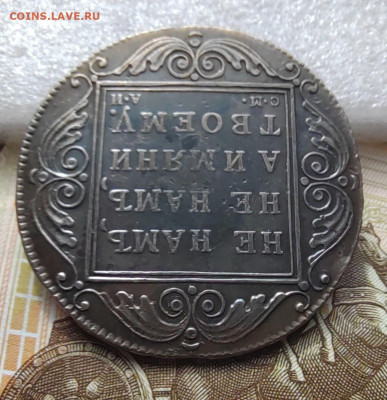 COINS.LAVE.RU
НЕ НАМЪ,
НЕ НАМЪ,
А ИМЯНИ
ТВОЕМУ.
С·М· А·И